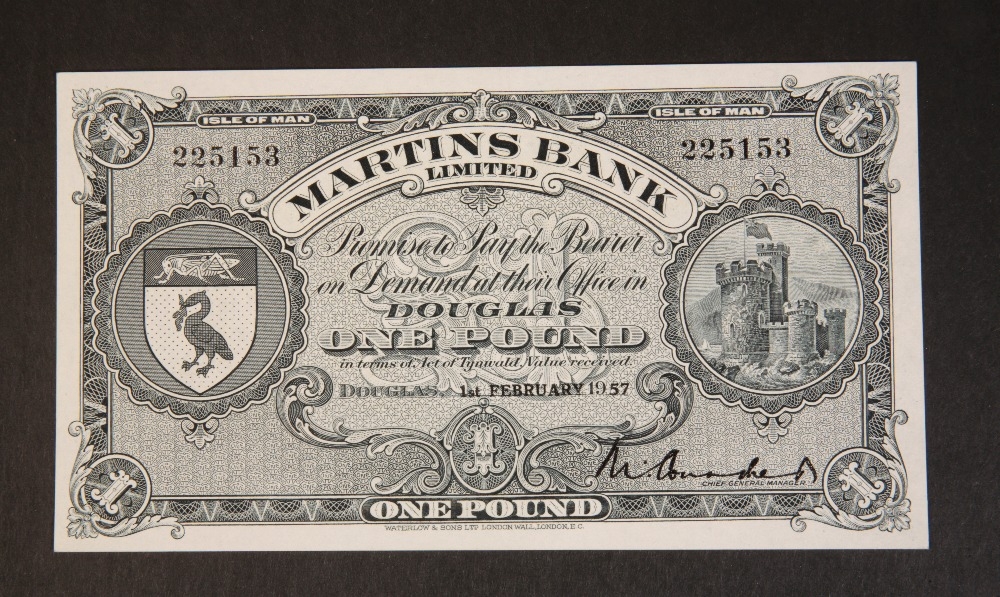 ISLE OF MAN
ISLE OF MAN
225153
225153
MARTINS BANK
LIMITED
Promise to Pay the Bearer
on Demand at their Office in
DOUGLAS
ONE POUND
in terms of Act of Tynwald, Value received.
DOUGLAS, 1st FEBRUARY 1957
CHIEF GENERAL MANAGER
ONE POUND
WATERLOW & SONS LTD LONDON WALL, LONDON, E.C.